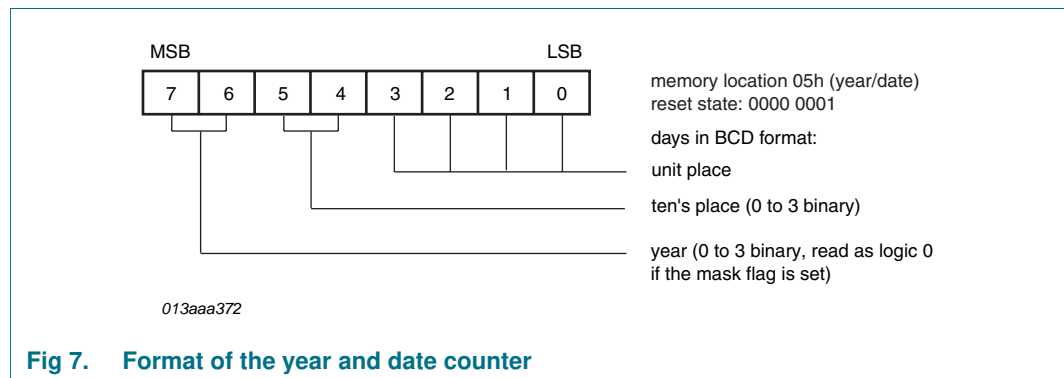 MSB LSB
7 6 5 4 3 2 1 0
memory location 05h (year/date)
reset state: 0000 0001
days in BCD format:
unit place
ten's place (0 to 3 binary)
year (0 to 3 binary, read as logic 0
if the mask flag is set)
013aaa372
Fig 7. Format of the year and date counter